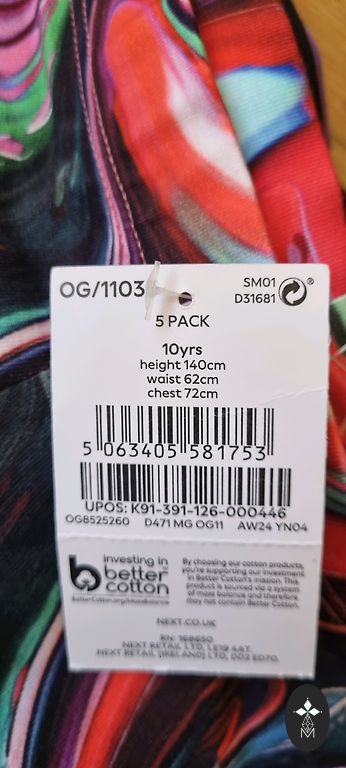 OG/1103
SM01
D31681
®
5 PACK
10yrs
height 140cm
waist 62cm
chest 72cm
5 063405 581753
UPOS: K91-391-126-000446
OG8525260 D471 MG OG11 AW24 YN04
investing in
better
cotton
BetterCotton.org/MassBalance
By choosing our cotton products,
you're supporting our investment
in Better Cotton's mission. This
product is sourced via a system
of mass balance and therefore
may not contain Better Cotton.
NEXT.CO.UK
RN: 168650
NEXT RETAIL LTD, LE19 4AT.
NEXT RETAIL (IRELAND) LTD, D02 ED70.
M